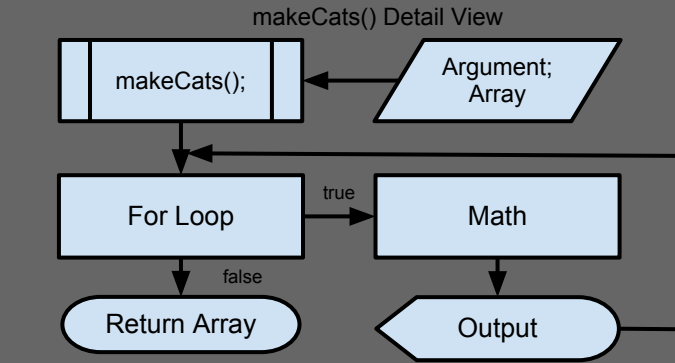 makeCats() Detail View
makeCats();
Argument;
Array
For Loop
true
Math
false
Return Array
Output